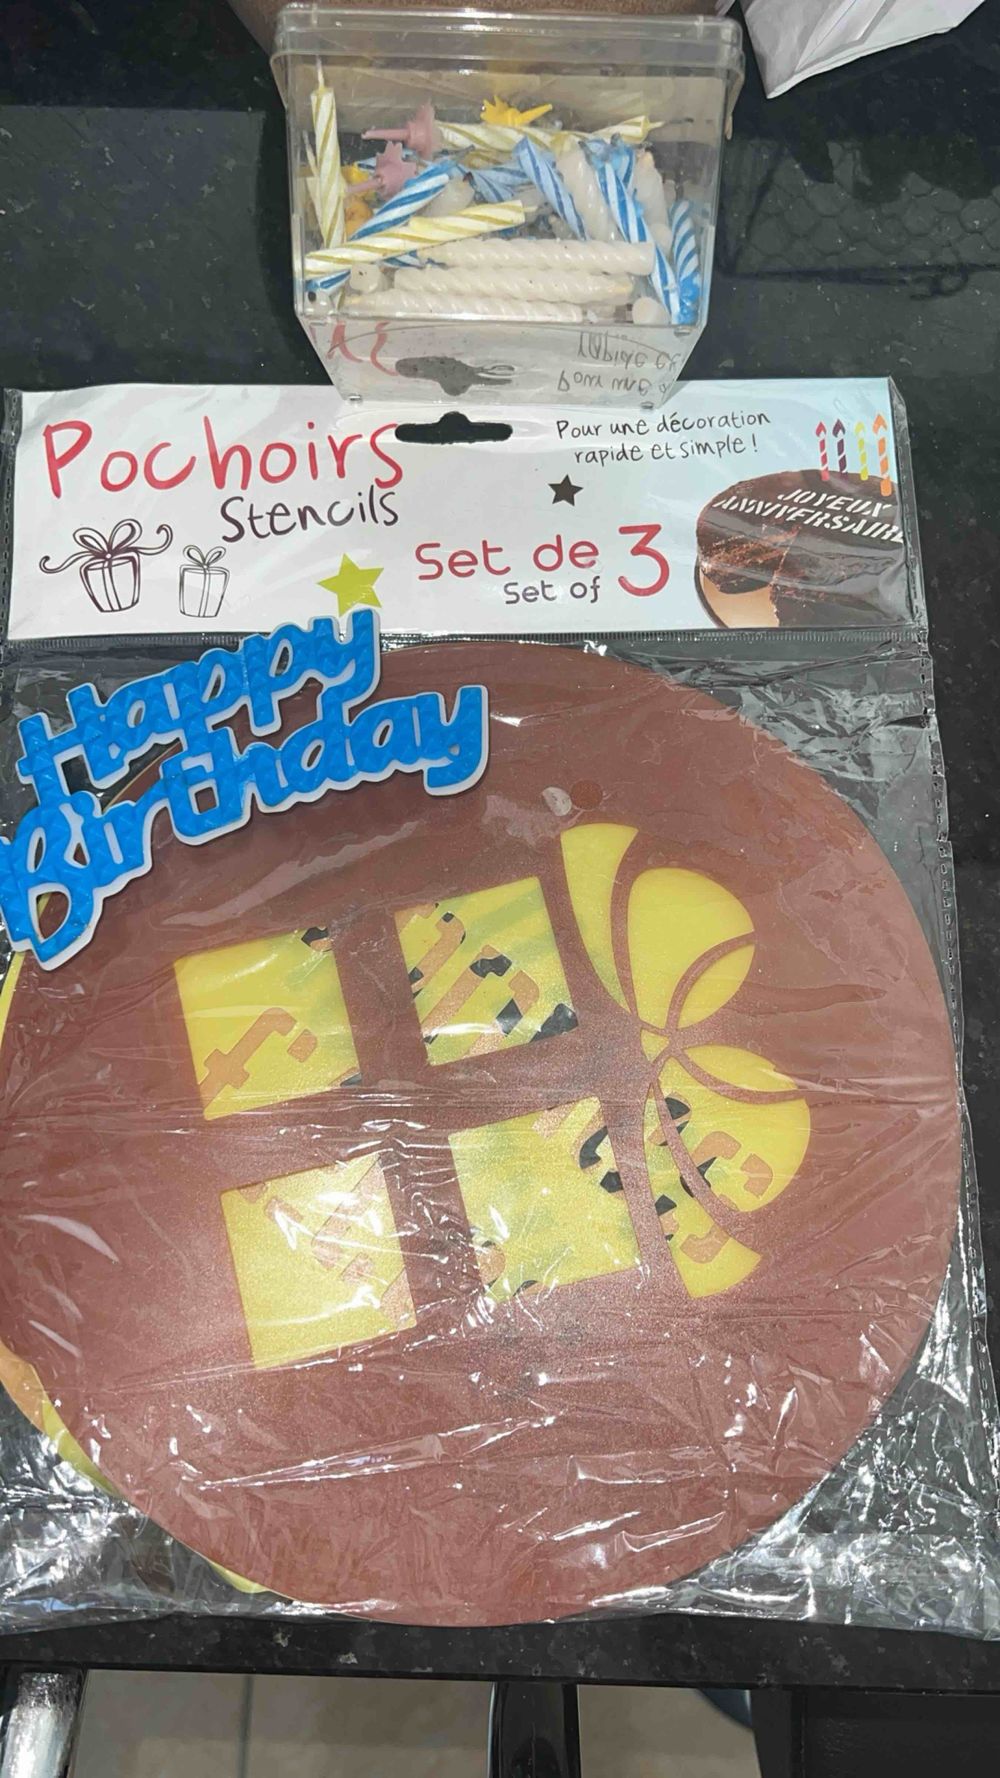 Pochoirs
Stencils
Pour une décoration
rapide et simple !
Set de 3
Set of
JOYEUX
ANNIVERSAIRE
Happy
Birthday